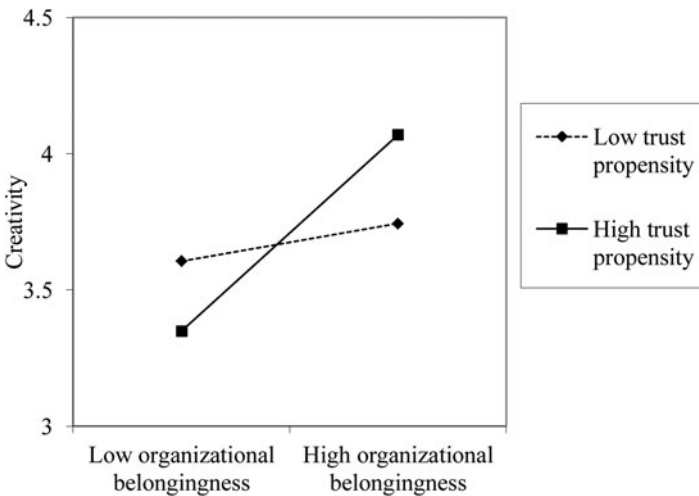 4.5
4
3.5
3
Creativity
Low organizational
belongingness
High organizational
belongingness
Low trust
propensity
High trust
propensity